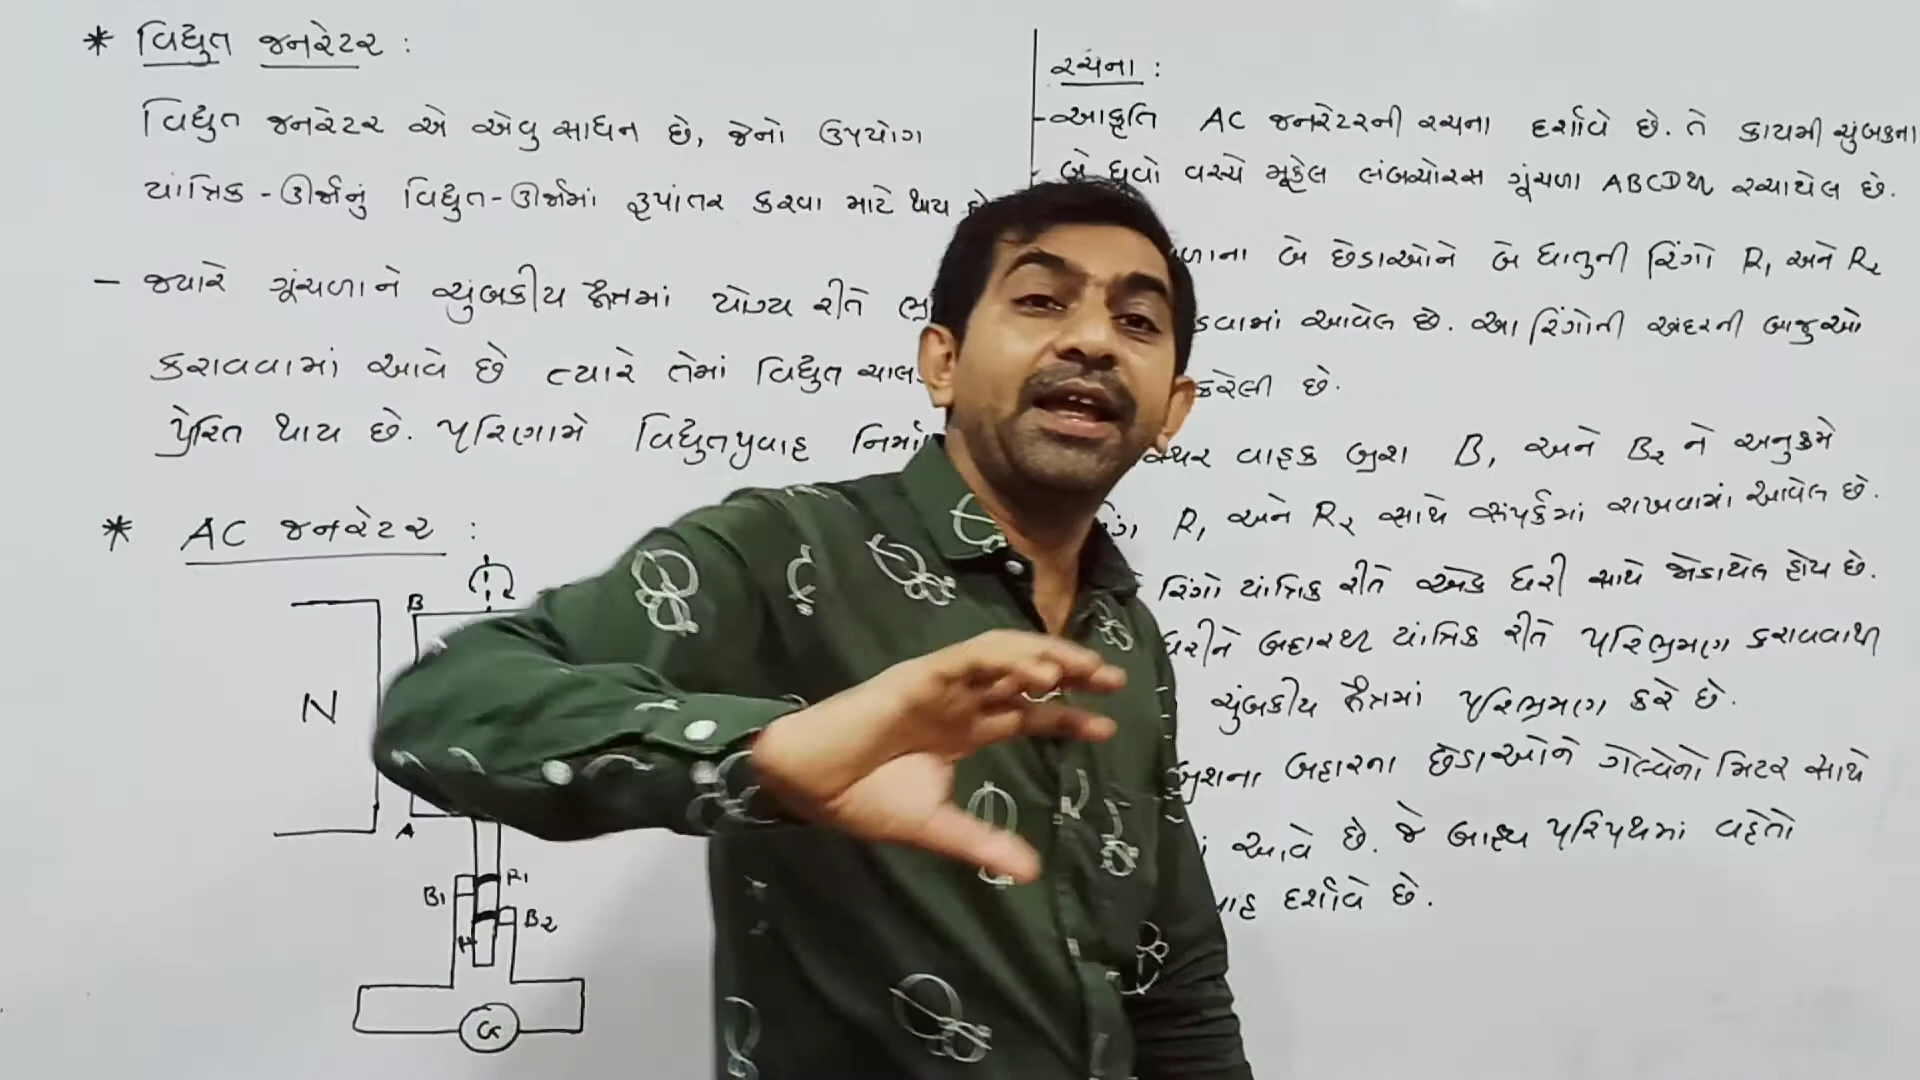 * વિદ્યુત જનરેટર :
વિદ્યુત જનરેટર એ એવુ સાધન છે, જેનો ઉપયોગ
યાંત્રિક - ઊર્જાનું વિદ્યુત - ઊર્જામાં રૂપાંતર કરવા માટે થાય
- જ્યારે ગૂંચળાને ચુંબકીય ક્ષેત્રમાં યોગ્ય રીતે
કરાવવામાં આવે છે ત્યારે તેમાં વિદ્યુત ચાલ
પ્રેરિત થાય છે. પરિણામે વિદ્યુતપ્રવાહ
* AC જનરેટર :
B
N
A
B1 R1
B2
G
રચના :
- આકૃતિ AC જનરેટરની રચના દર્શાવે છે. તે કાયમી ચુંબકના
બે ધ્રુવો વચ્ચે મૂકેલ લંબચોરસ ગૂંચળા ABCDથી રચાયેલ છે.
ળાના બે છેડાઓને બે ધાતુની રિંગો R1 અને R2
ડવામાં આવેલ છે. આ રિંગોની અંદરની બાજુઓ
કરેલી છે.
સ્થિર વાહક બ્રશ B1 અને B2 ને અનુક્રમે
R1 અને R2 સાથે સંપર્કમાં રાખવામાં આવેલ છે.
રિંગો યાંત્રિક રીતે એક ધરી સાથે જોડાયેલ હોય છે.
ધરીને બહારથી યાંત્રિક રીતે પરિભ્રમણ કરાવવાથી
ચુંબકીય ક્ષેત્રમાં પરિભ્રમણ કરે છે.
બ્રશના બહારના છેડાઓને ગેલ્વેનો મિટર સાથે
આવે છે. જે બાહ્ય પરિપથમાં વહેતો
વાહ દર્શાવે છે.